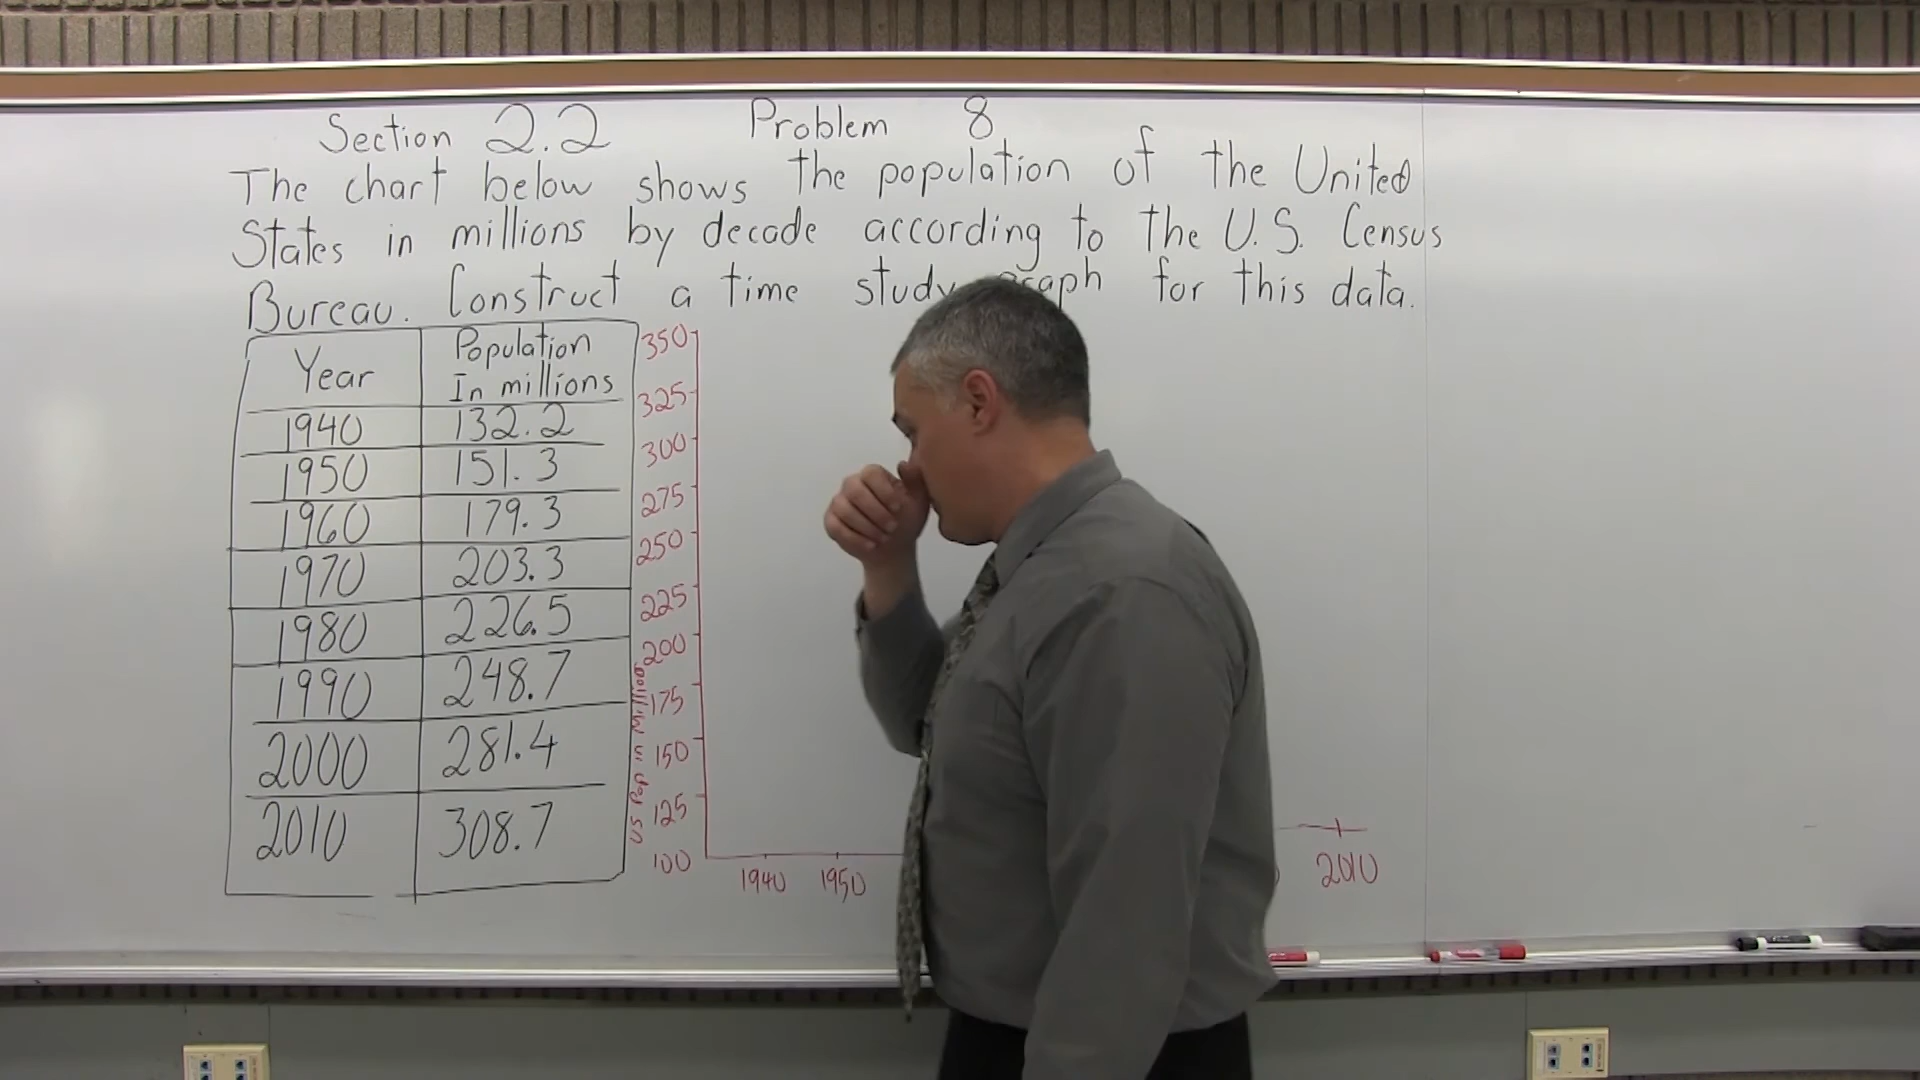 Section 2.2 Problem 8
The chart below shows the population of the United
States in millions by decade according to the U.S. Census
Bureau. Construct a time study graph for this data.
Year Population In millions
1940 132.2
1950 151.3
1960 179.3
1970 203.3
1980 226.5
1990 248.7
2000 281.4
2010 308.7
US Pop in Million
350
325
300
275
250
225
200
175
150
125
100
1940 1950 2010